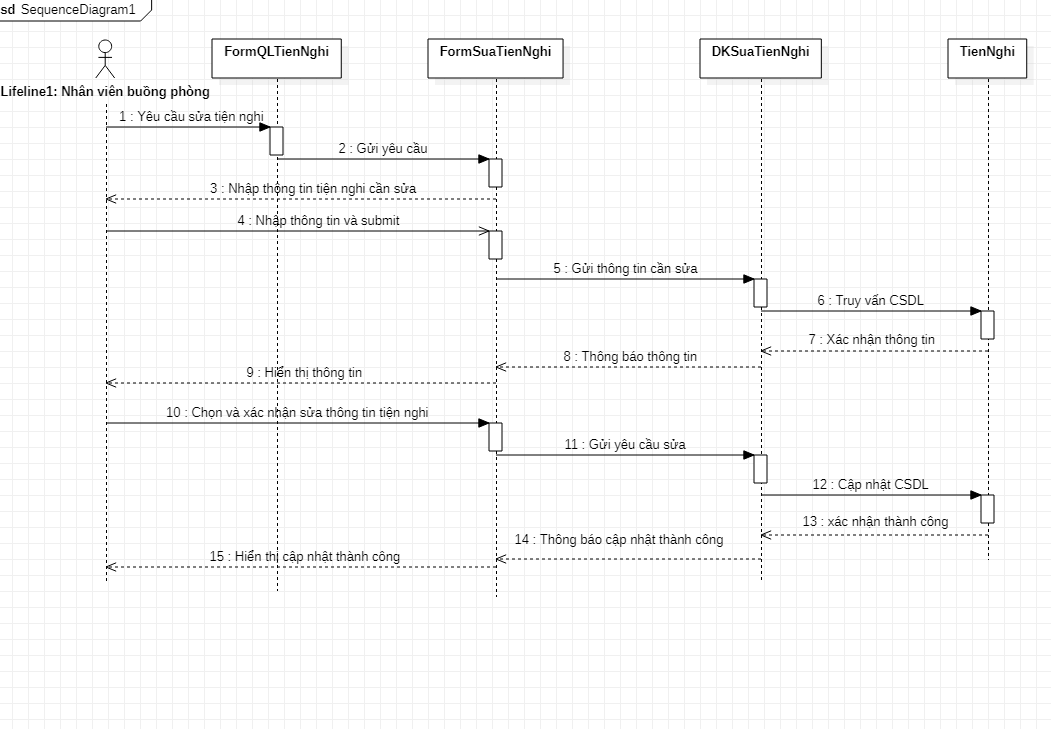 sd SequenceDiagram1
FormQLTienNghi
FormSuaTienNghi
DKSuaTienNghi
TienNghi
Lifeline1: Nhân viên buồng phòng
1 : Yêu cầu sửa tiện nghi
2 : Gửi yêu cầu
3 : Nhập thông tin tiện nghi cần sửa
4 : Nhập thông tin và submit
5 : Gửi thông tin cần sửa
6 : Truy vấn CSDL
7 : Xác nhận thông tin
8 : Thông báo thông tin
9 : Hiển thị thông tin
10 : Chọn và xác nhận sửa thông tin tiện nghi
11 : Gửi yêu cầu sửa
12 : Cập nhật CSDL
13 : xác nhận thành công
14 : Thông báo cập nhật thành công
15 : Hiển thị cập nhật thành công